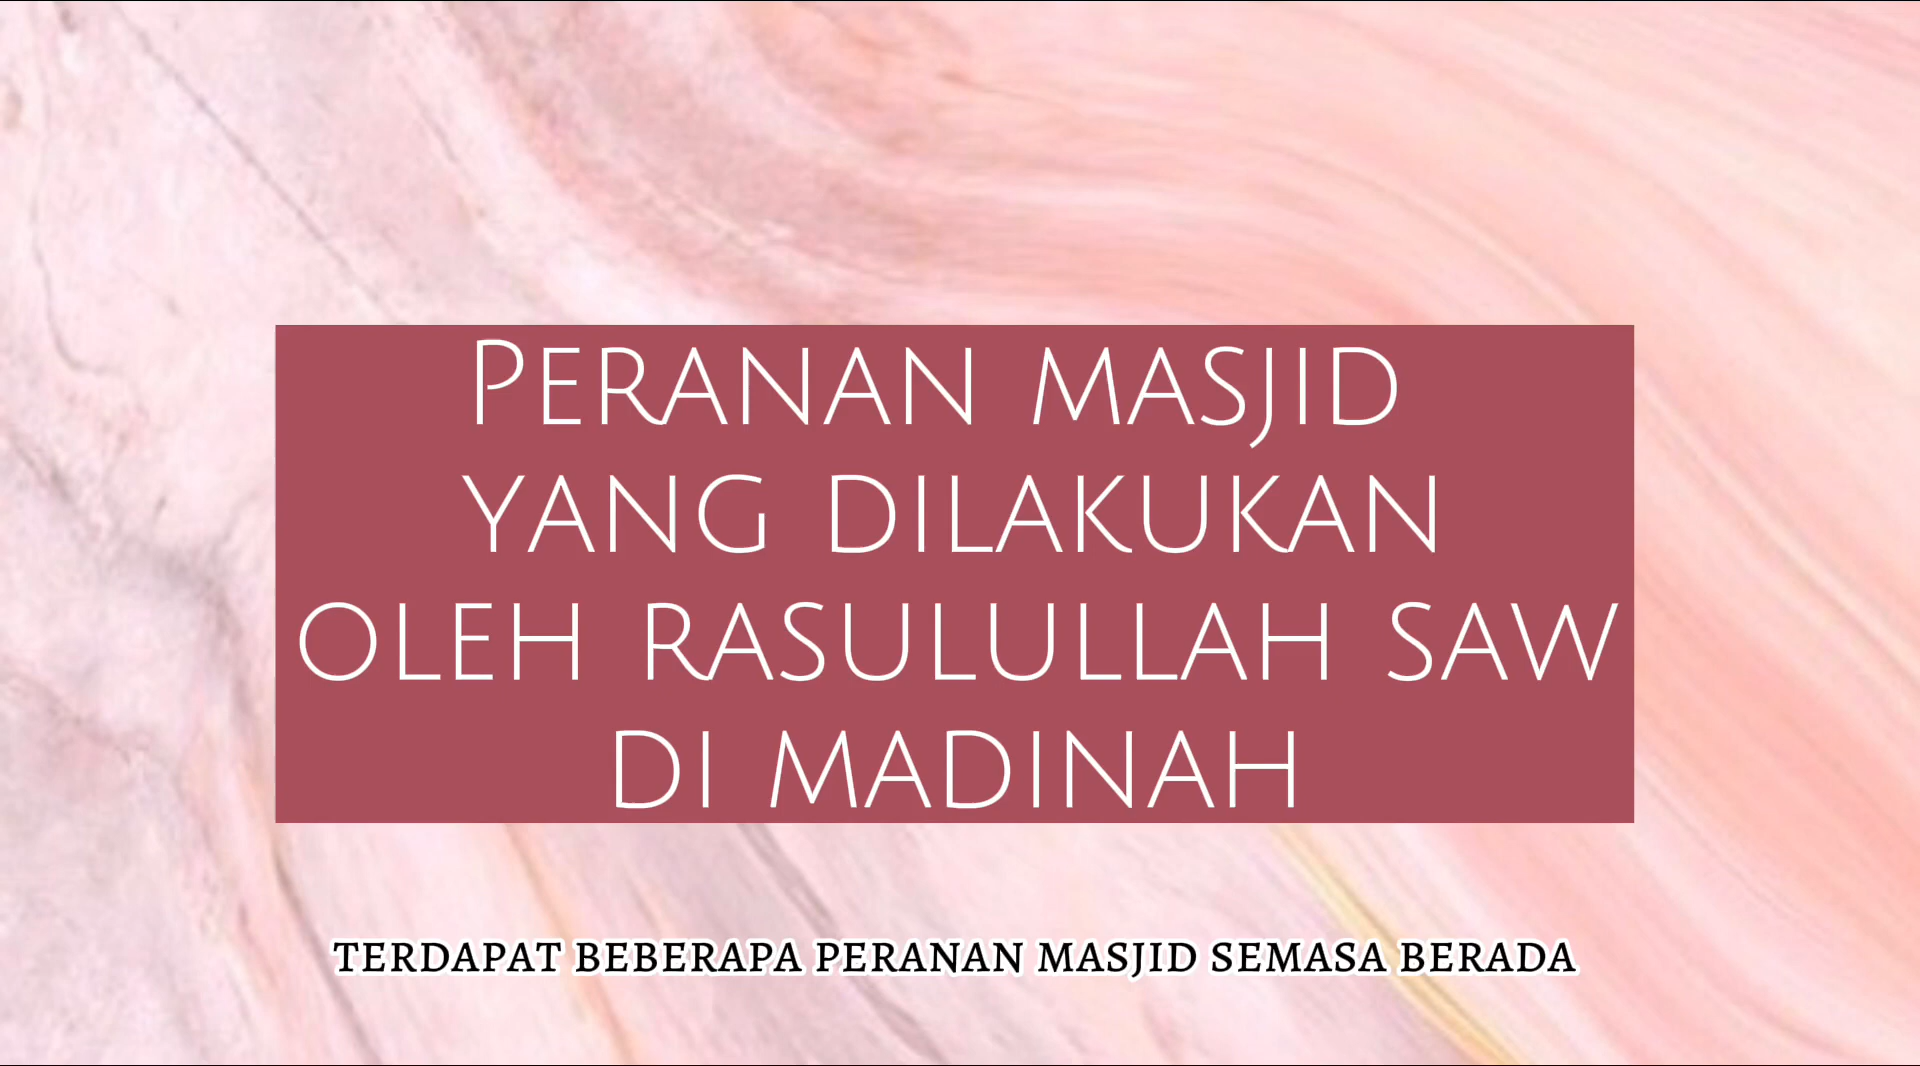 PERANAN MASJID
YANG DILAKUKAN
OLEH RASULULLAH SAW
DI MADINAH
TERDAPAT BEBERAPA PERANAN MASJID SEMASA BERADA